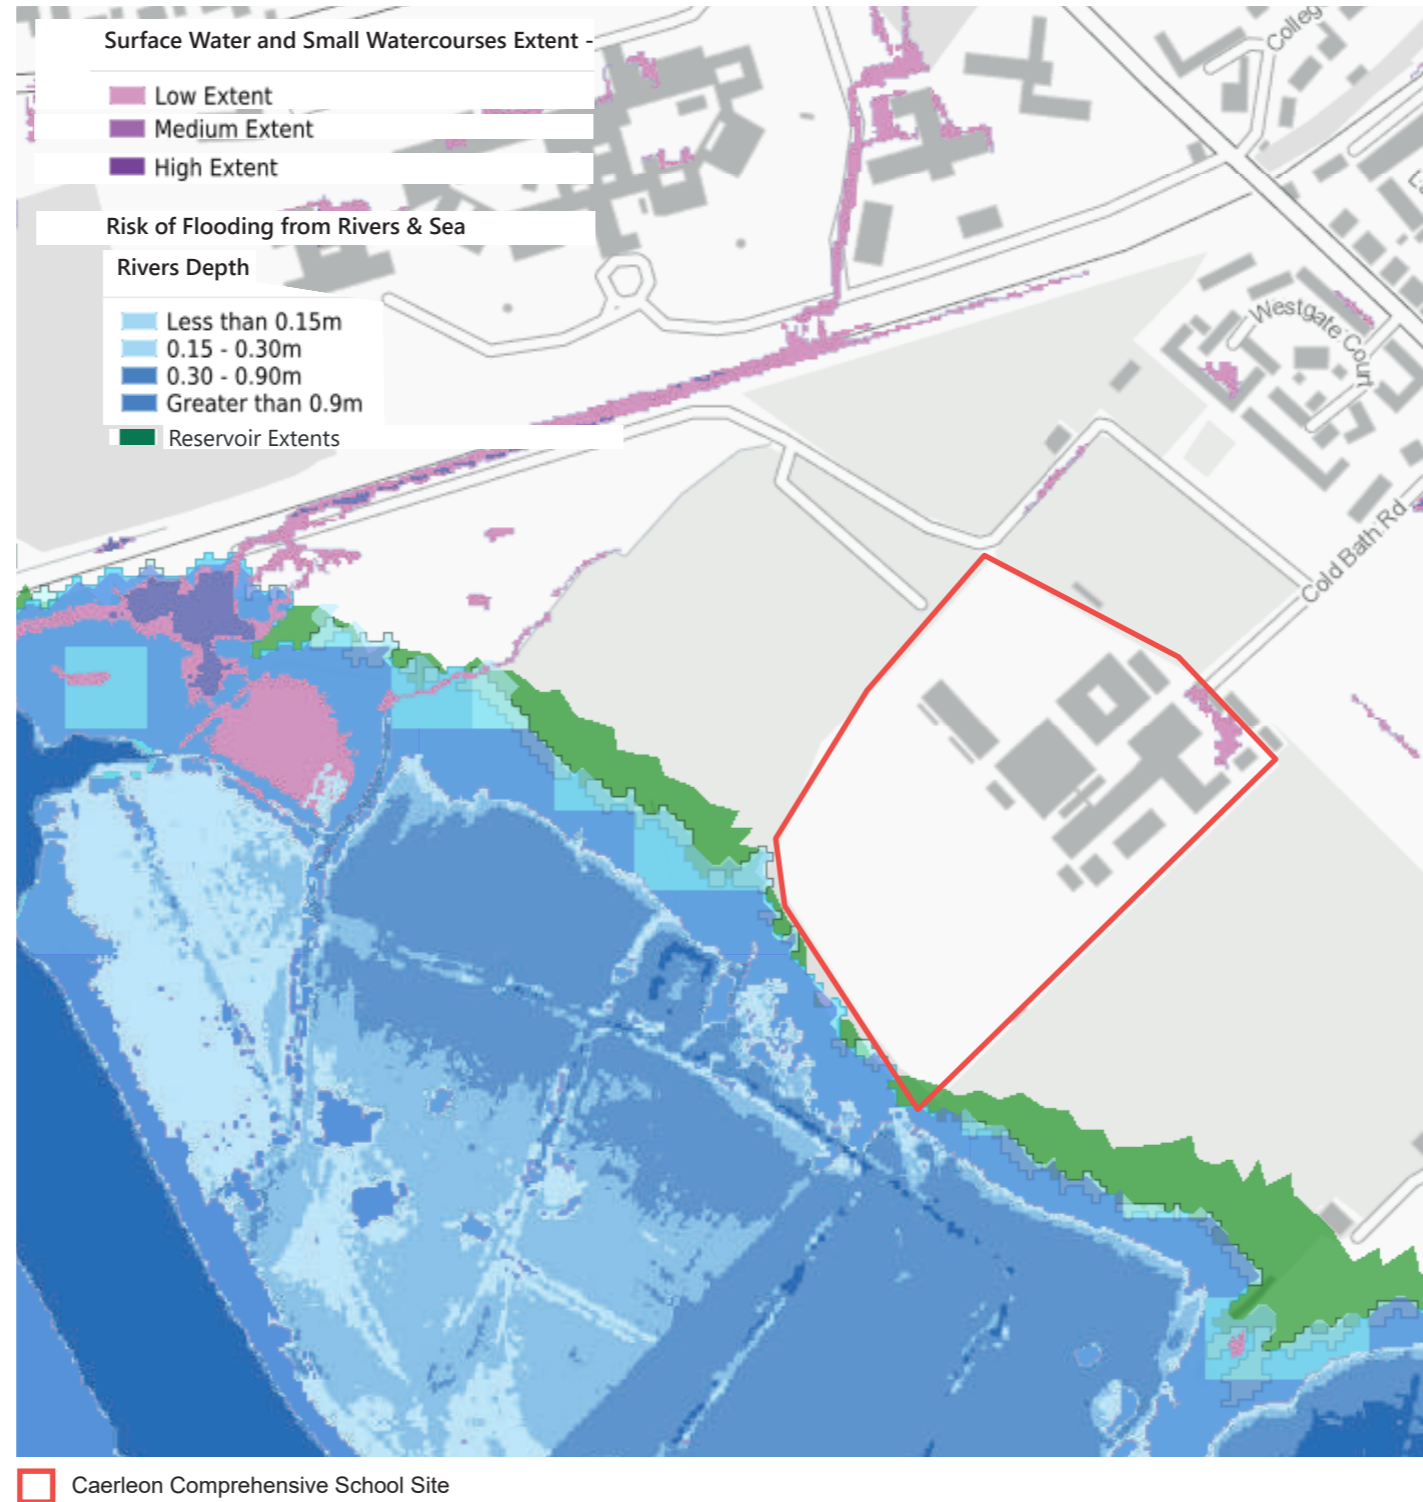 Surface Water and Small Watercourses Extent -
Low Extent
Medium Extent
High Extent
Risk of Flooding from Rivers & Sea
Rivers Depth
Less than 0.15m
0.15 - 0.30m
0.30 - 0.90m
Greater than 0.9m
Reservoir Extents
Colleg
Westgate Court
Cold Bath Rd
Caerleon Comprehensive School Site